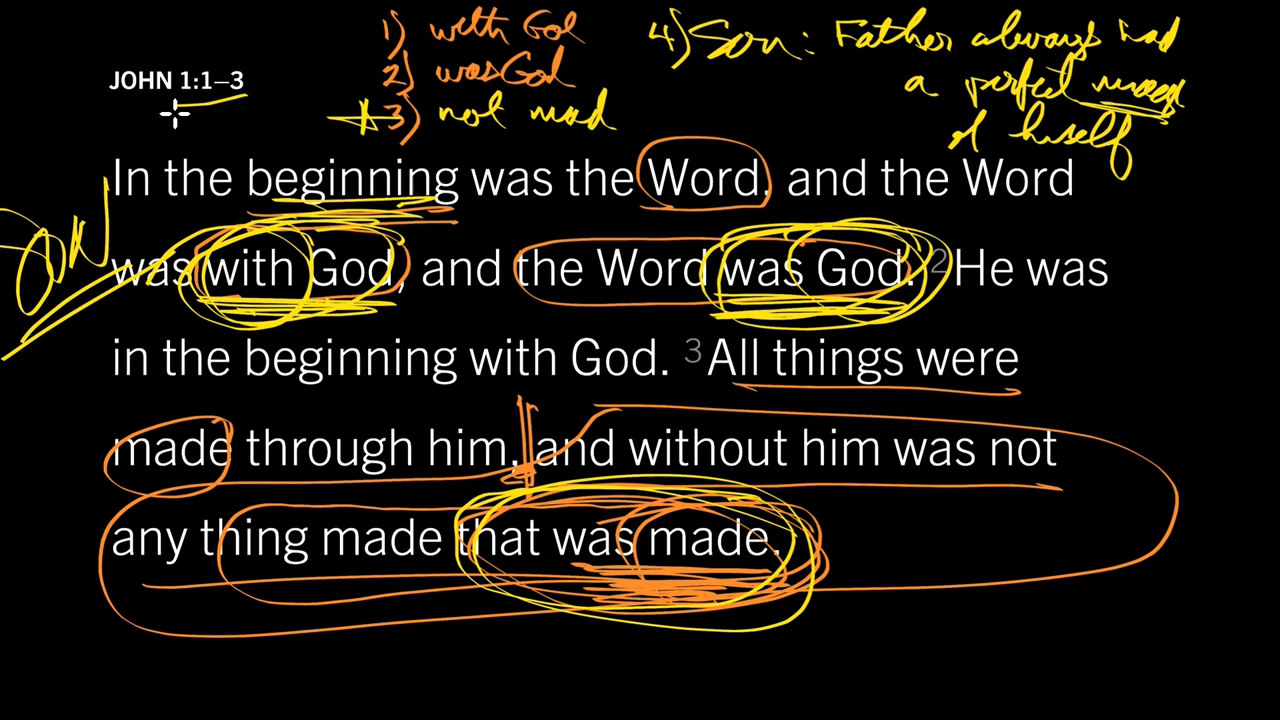 1) with God
2) was God
3) not mad
4) Son: Father always had
a perfect image
of himself
JOHN 1:1–3
In the beginning was the Word, and the Word
was with God, and the Word was God. 2 He was
in the beginning with God. 3 All things were
made through him, and without him was not
any thing made that was made.